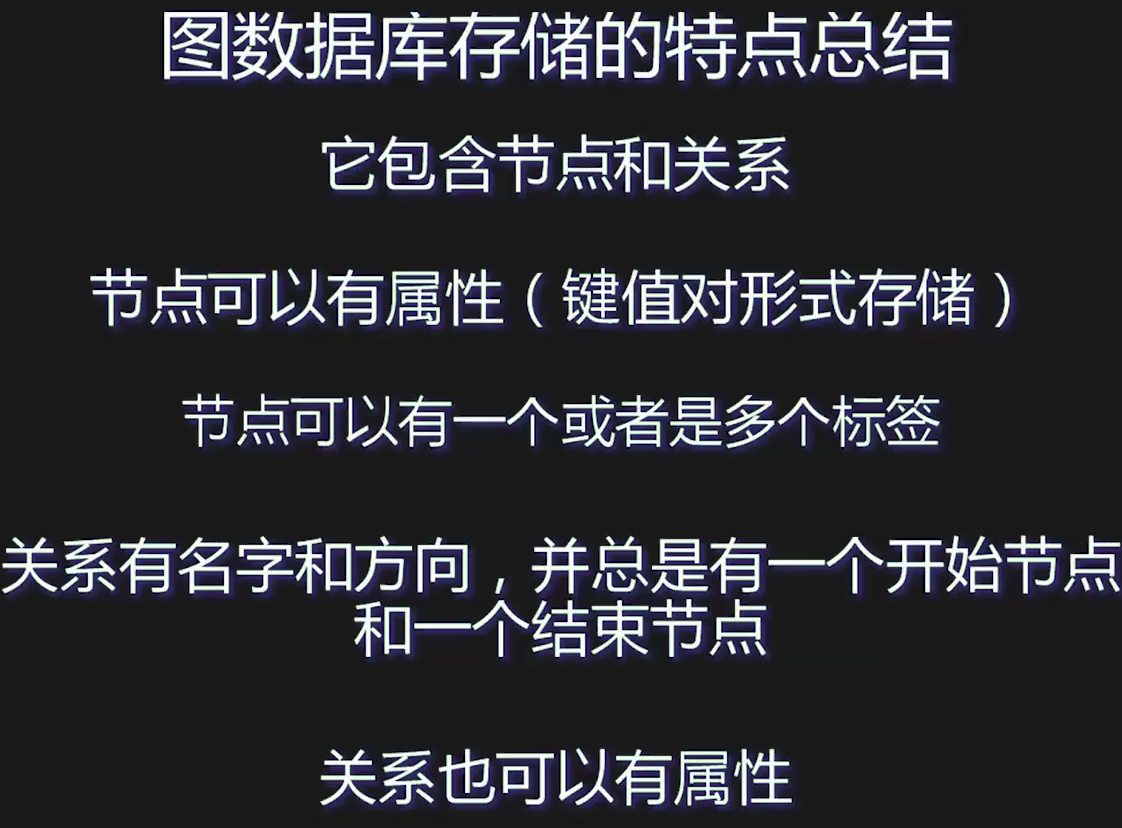 图数据库存储的特点总结
它包含节点和关系
节点可以有属性（键值对形式存储）
节点可以有一个或者是多个标签
关系有名字和方向，并总是有一个开始节点
和一个结束节点
关系也可以有属性